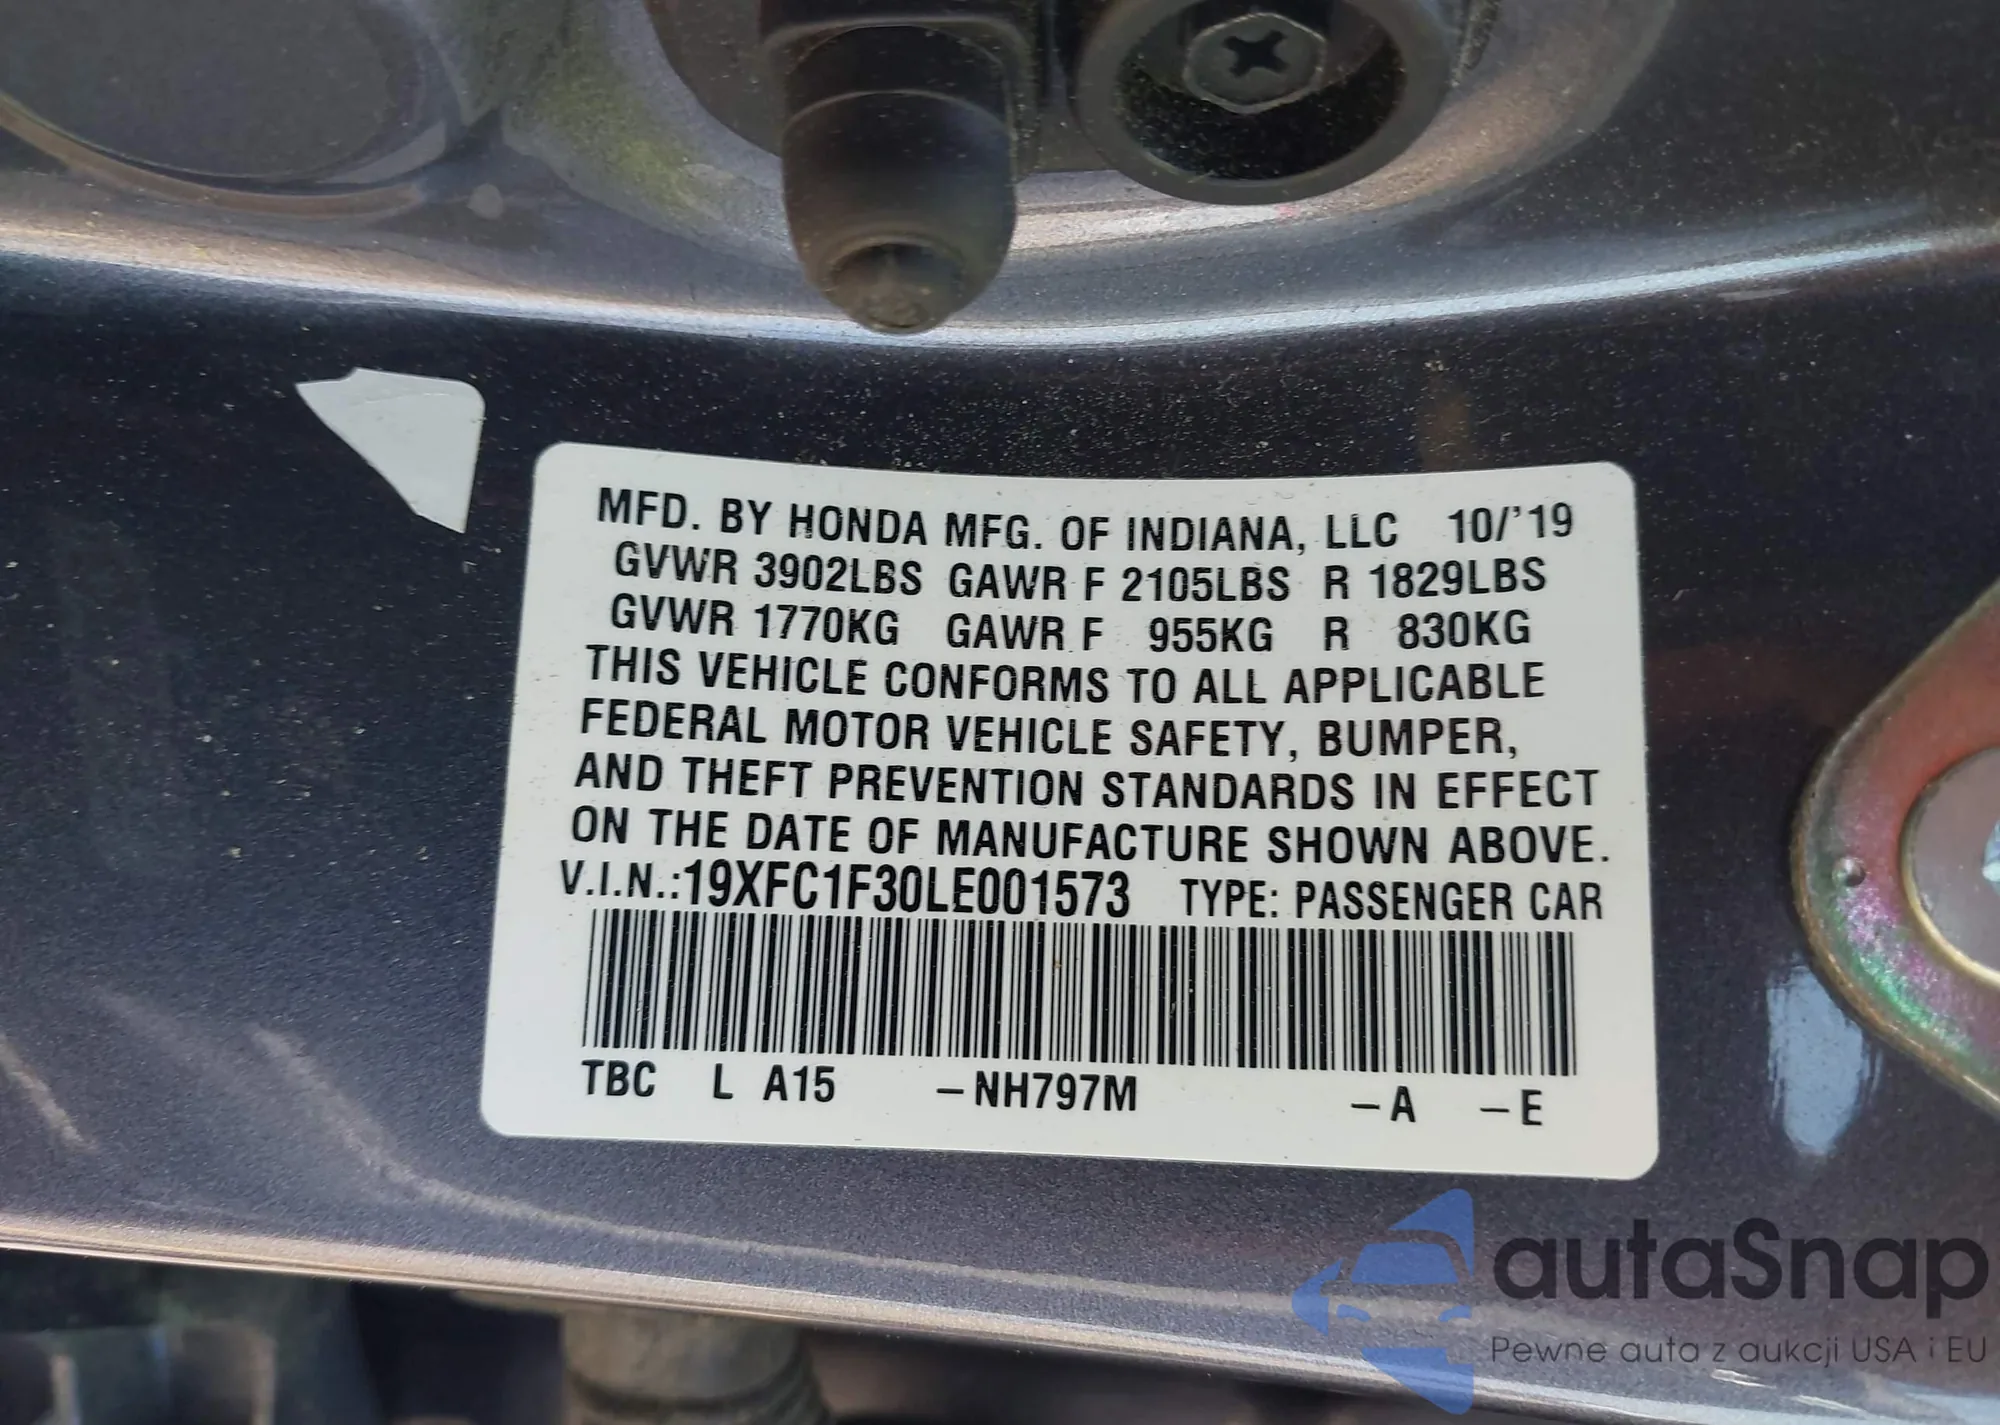 MFD. BY HONDA MFG. OF INDIANA, LLC 10/'19
GVWR 3902LBS GAWR F 2105LBS R 1829LBS
GVWR 1770KG GAWR F 955KG R 830KG
THIS VEHICLE CONFORMS TO ALL APPLICABLE
FEDERAL MOTOR VEHICLE SAFETY, BUMPER,
AND THEFT PREVENTION STANDARDS IN EFFECT
ON THE DATE OF MANUFACTURE SHOWN ABOVE.
V.I.N.:19XFC1F30LE001573 TYPE: PASSENGER CAR
TBC L A15 –NH797M –A –E
autaSnap
Pewne auta z aukcji USA i EU